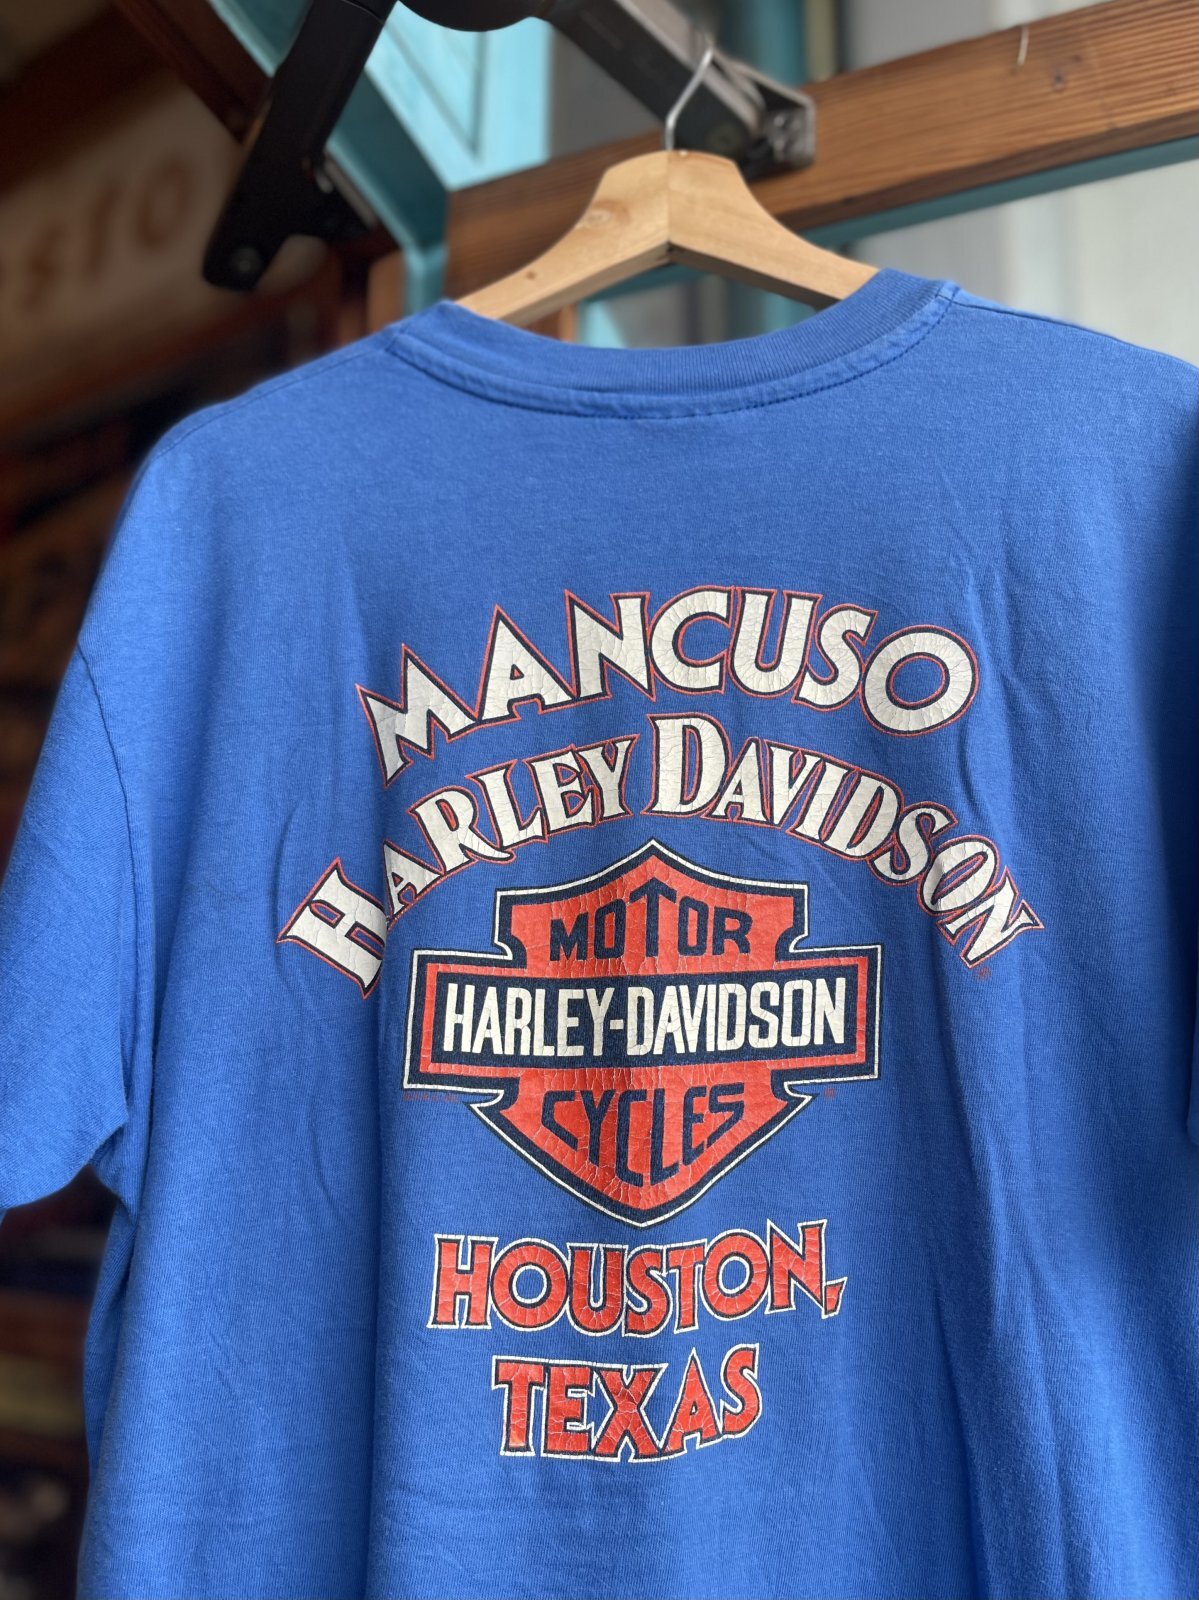 MANCUSO
HARLEY DAVIDSON
MOTOR
HARLEY-DAVIDSON
CYCLES
HOUSTON,
TEXAS